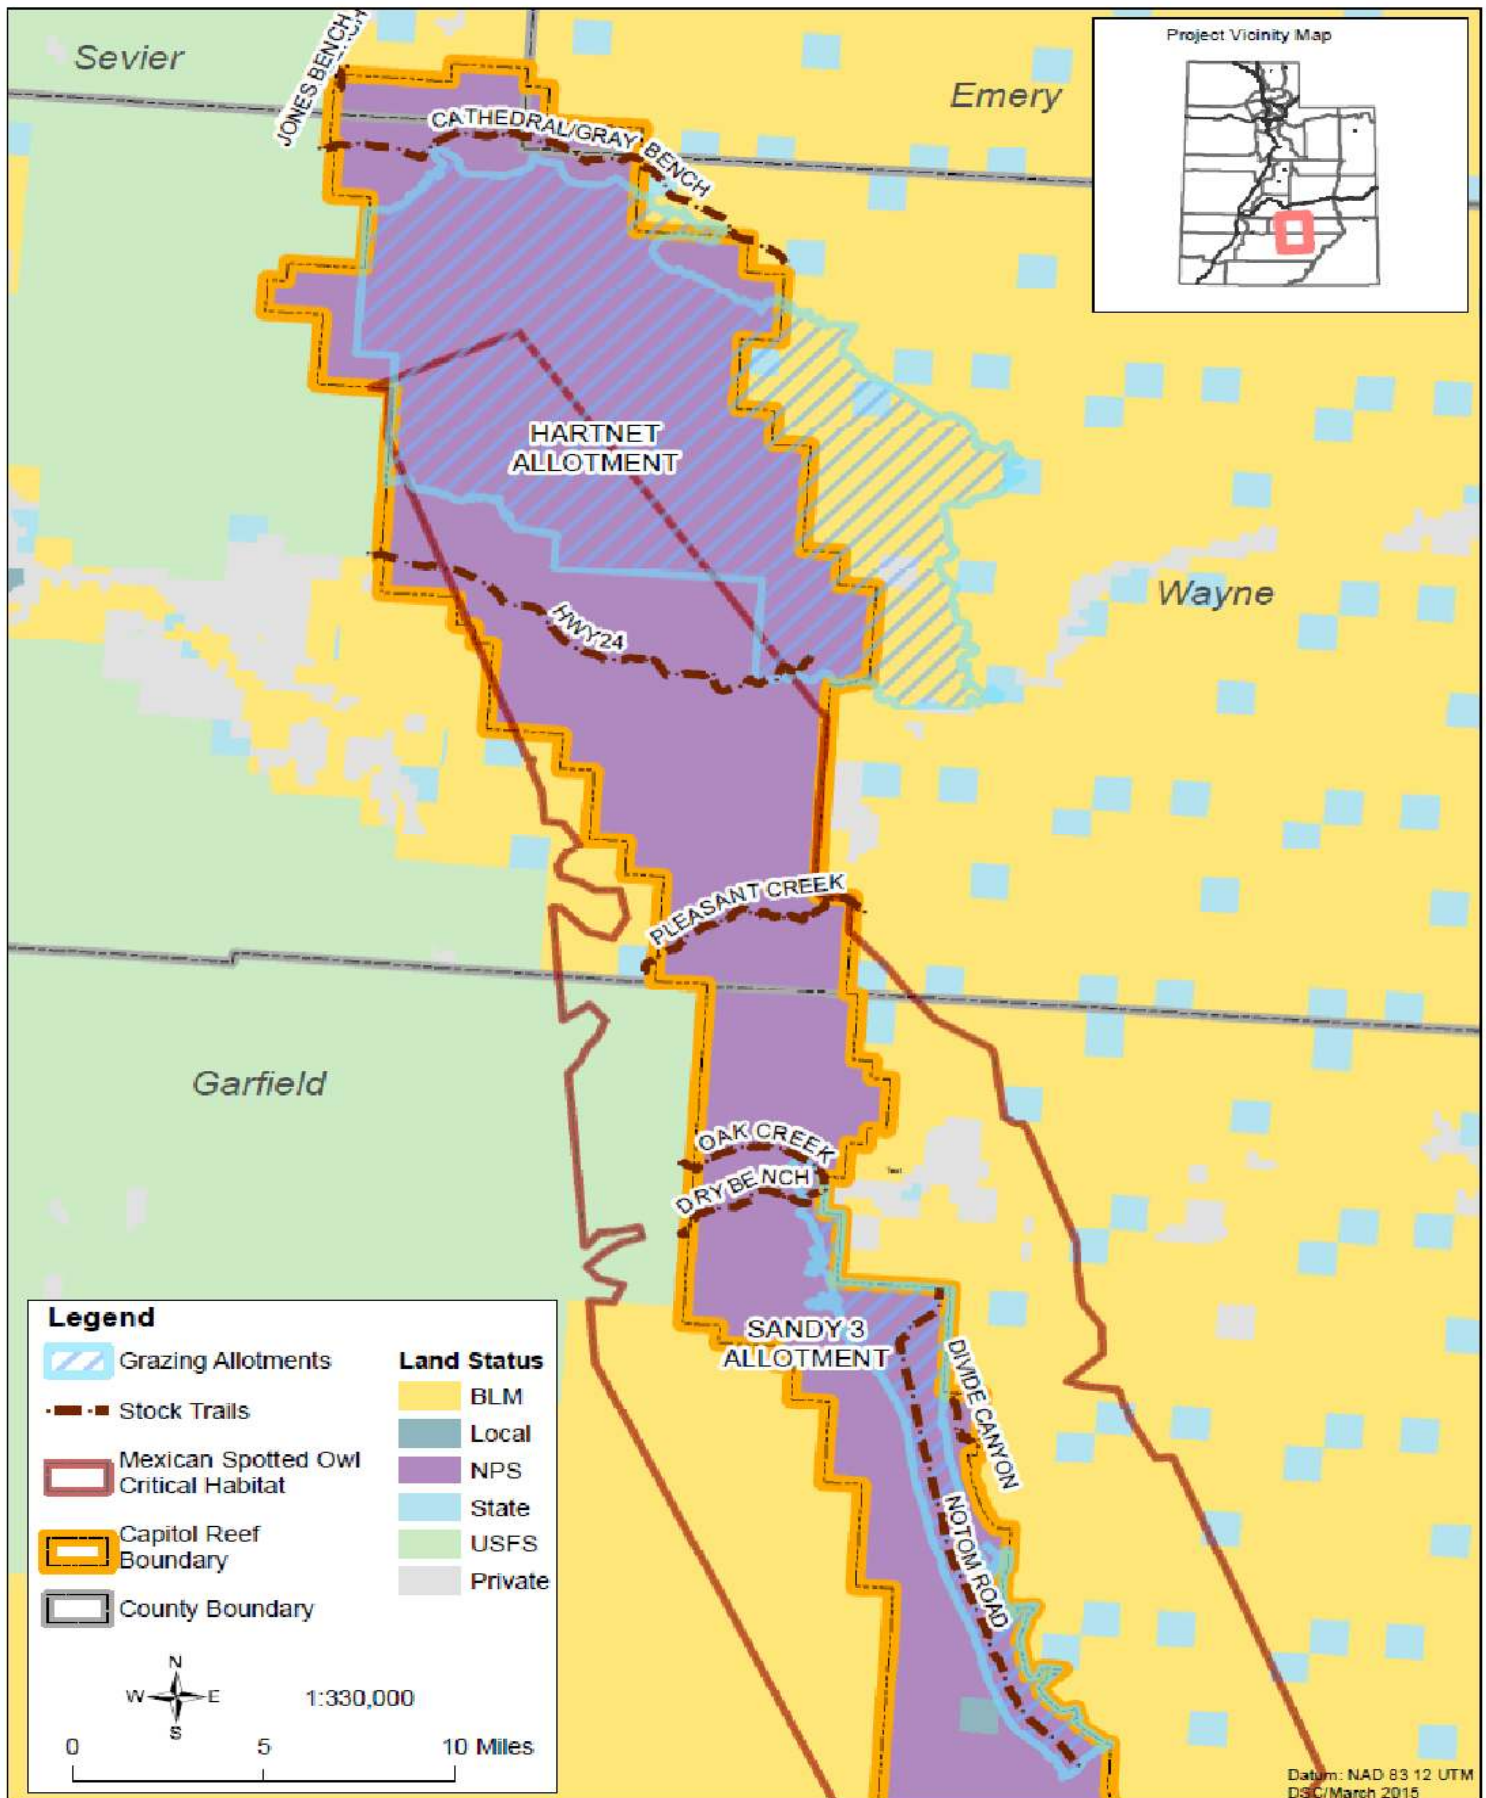 Project Vicinity Map
Sevier
JONES BENCH
Emery
CATHEDRAL/GRAY BENCH
HARTNET
ALLOTMENT
Wayne
HWY24
PLEASANT CREEK
Garfield
OAK CREEK
DRY BENCH
SANDY 3
ALLOTMENT
DIVIDE CANYON
NOTOM ROAD
Legend
Grazing Allotments
Stock Trails
Mexican Spotted Owl
Critical Habitat
Capitol Reef
Boundary
County Boundary
Land Status
BLM
Local
NPS
State
USFS
Private
N
W E
S
1:330,000
0 5 10 Miles
Datum: NAD 83 12 UTM
DSC/March 2015